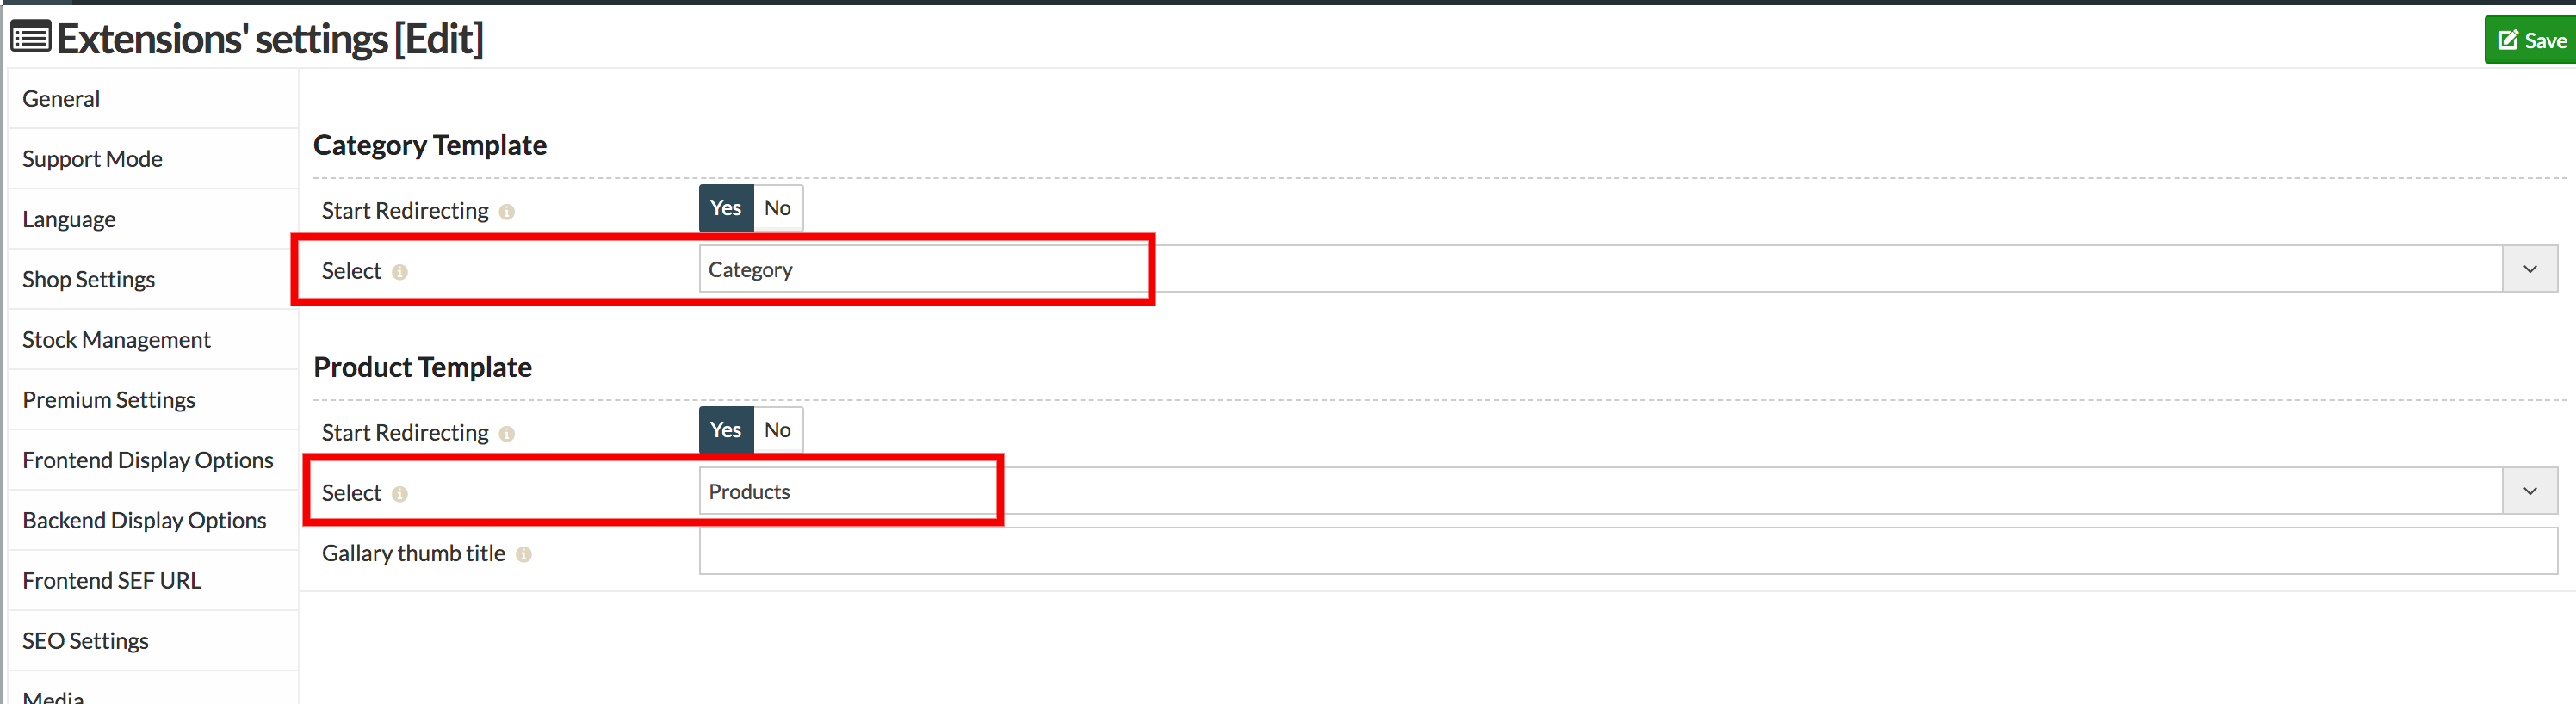 Extensions' settings [Edit]
Save
General
Support Mode
Language
Shop Settings
Stock Management
Premium Settings
Frontend Display Options
Backend Display Options
Frontend SEF URL
SEO Settings
Media
Category Template
Start Redirecting Yes No
Select Category
Product Template
Start Redirecting Yes No
Select Products
Gallary thumb title